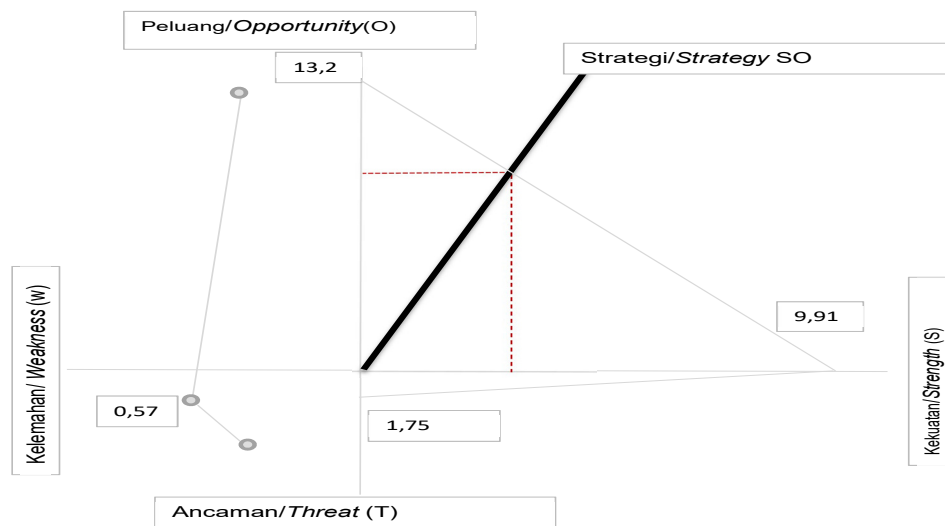 Peluang/Opportunity(O)
13,2
Strategi/Strategy SO
Kelemahan/ Weakness (w)
9,91
Kekuatan/Strength (S)
0,57
1,75
Ancaman/Threat (T)